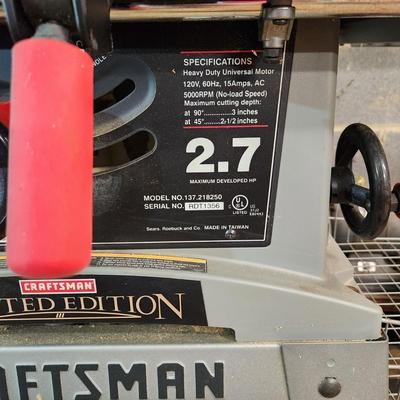 SPECIFICATIONS
Heavy Duty Universal Motor
120V, 60Hz, 15Amps, AC
5000RPM (No-load Speed)
Maximum cutting depth:
at 90°..............3 inches
at 45°........2-1/2 inches
2.7
MAXIMUM DEVELOPED HP
MODEL NO.137.218250
SERIAL NO. RDT1356
UL
LISTED
Sears, Roebuck and Co. MADE IN TAIWAN
CRAFTSMAN
TED EDITION
AFTSMAN